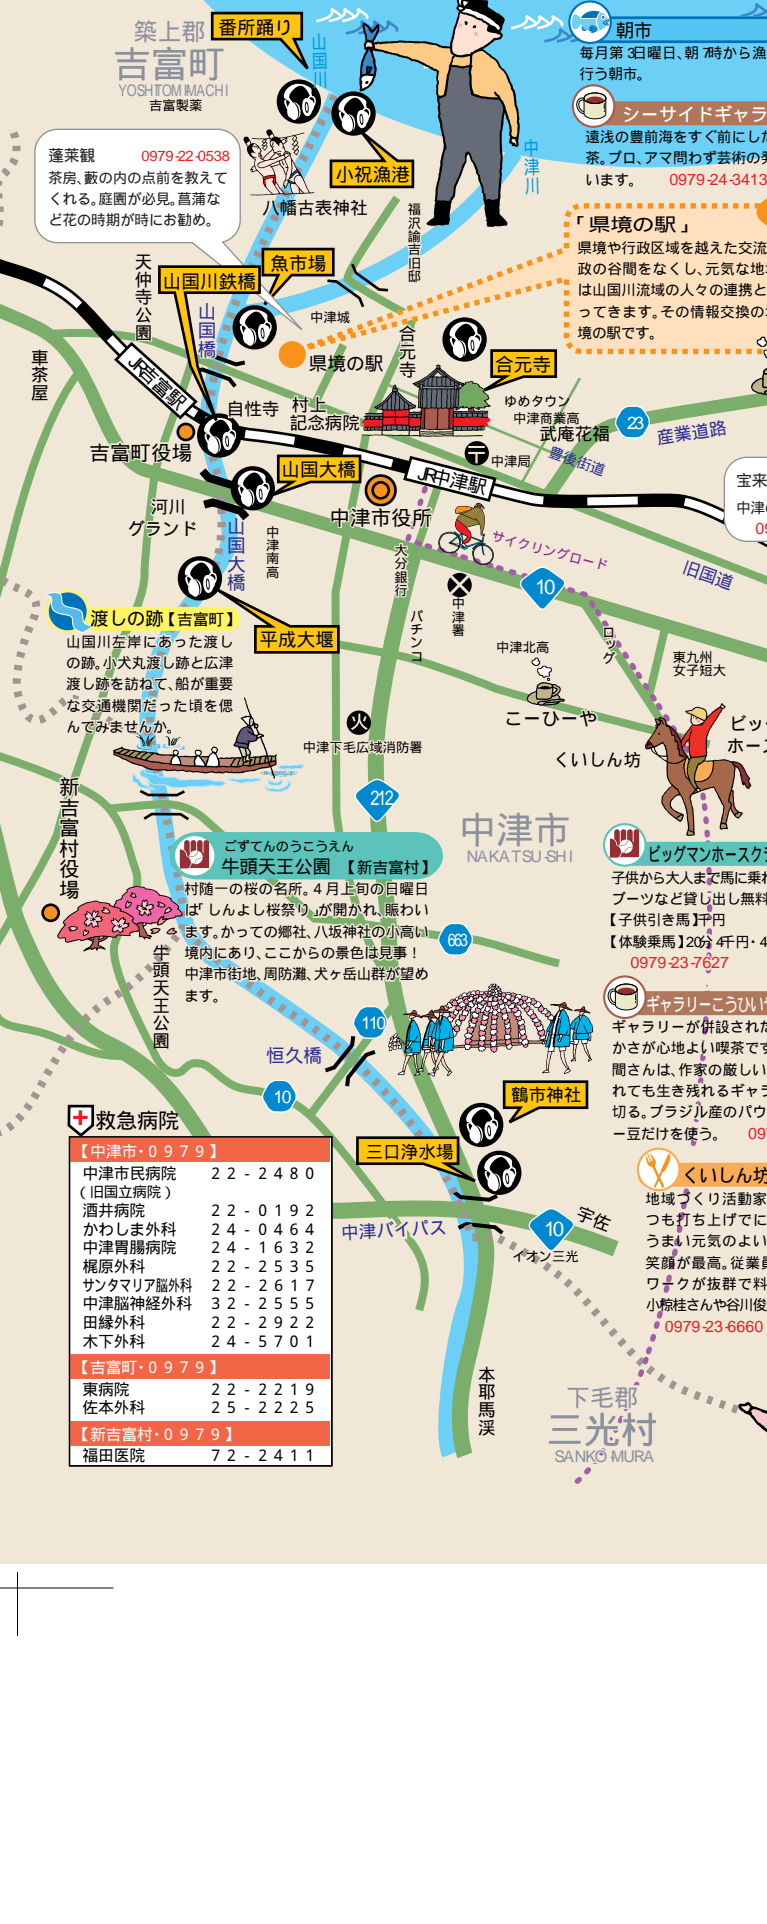 番所踊り
築上郡
吉富町
YOSHITOMIMACHI
吉富製薬
山国川
中津川
朝市
毎月第3日曜日、朝7時から漁
行う朝市。
シーサイドギャラ
遠浅の豊前海をすぐ前にした
茶。プロ、アマ問わず芸術の発
います。 0979-24-3413
蓬莱観 0979-22-0538
茶房、藪の内の点前を教えて
くれる。庭園が必見。菖蒲な
ど花の時期が時にお勧め。
小祝漁港
八幡古表神社
福沢諭吉旧邸
「県境の駅」
県境や行政区域を越えた交流
政の谷間をなくし、元気な地
は山国川流域の人々の連携と
ってきます。その情報交換の
境の駅です。
天仲寺公園
山国川鉄橋
魚市場
山国橋
中津城
合元寺
県境の駅
合元寺
車茶屋
JR吉富駅
自性寺
村上
記念病院
ゆめタウン
中津商業高
武庵花福
23
産業道路
豊後街道
中津局
吉富町役場
山国大橋
JR中津駅
宝来
中津
09
河川
グランド
山国大橋
中津南高
中津市役所
大分銀行
サイクリングロード
旧国道
10
中津署
パチンコ
ロッグ
渡しの跡【吉富町】
山国川左岸にあった渡し
の跡。小犬丸渡し跡と広津
渡し跡を訪ねて、船が重要
な交通機関だった頃を偲
んでみませんか。
平成大堰
中津北高
東九州
女子短大
こーひーや
くいしん坊
ビッ
ホー
火
中津下毛広域消防署
212
新吉富村役場
中津市
NAKATSU-SHI
ごずてんのうこうえん
牛頭天王公園 【新吉富村】
村随一の桜の名所。4月上旬の日曜日
は「しんよし桜祭り」が開かれ、賑わい
ます。かっての郷社、八坂神社の小高い
境内にあり、ここからの景色は見事！
中津市街地、周防灘、犬ヶ岳山群が望め
ます。
ビッグマンホースクラ
子供から大人まで馬に乗れ
ブーツなど貸し出し無料
【子供引き馬】千円
【体験乗馬】20分4千円・4
0979-23-7627
663
牛頭天王公園
110
恒久橋
10
ギャラリーこうひいや
ギャラリーが併設された
かさが心地よい喫茶です
間さんは、作家の厳しい
れても生き残れるギャラ
切る。ブラジル産のパウ
ー豆だけを使う。 097
鶴市神社
三口浄水場
救急病院
【中津市・0979】
中津市民病院 22-2480
（旧国立病院）
酒井病院 22-0192
かわしま外科 24-0464
中津胃腸病院 24-1632
梶原外科 22-2535
サンタマリア脳外科 22-2617
中津脳神経外科 32-2555
田縁外科 22-2922
木下外科 24-5701
【吉富町・0979】
東病院 22-2219
佐本外科 25-2225
【新吉富村・0979】
福田医院 72-2411
中津バイパス
10
宇佐
イオン三光
くいしん坊
地域づくり活動家
つも打ち上げでに
うまい元気のよい
笑顔が最高。従業員
ワークが抜群で料
小椋桂さんや谷川俊
0979-23-6660
本耶馬渓
下毛郡
三光村
SANKO-MURA